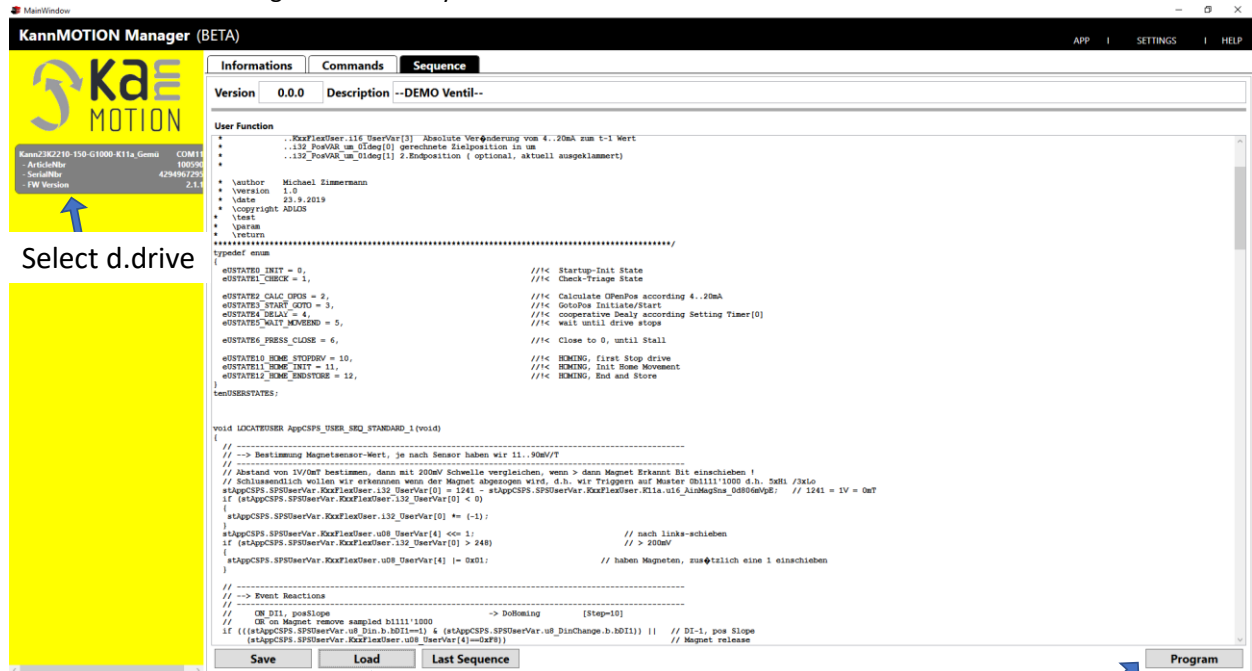 MainWindow
KannMOTION Manager (BETA)
APP I SETTINGS I HELP
Kann
MOTION
Kann23K2210-150-G1000-K11a_Gemü COM11
- ArticleNbr 100590
- SerialNbr 4294967295
- FW Version 2.1.1
Select d.drive
Informations Commands Sequence
Version 0.0.0 Description --DEMO Ventil--
User Function
* ..KxxFlexUser.i16_UserVar[3] Absolute Ver�nderung vom 4..20mA zum t-1 Wert
* ..i32_PosVAR_um_01deg[0] gerechnete Zielposition in um
* ..i32_PosVAR_um_01deg[1] 2.Endposition ( optional, aktuell ausgeklammert)
*
* \author Michael Zimmermann
* \version 1.0
* \date 23.9.2019
* \copyright ADLOS
* \test
* \param
* \return
***************************************************************************************************/
typedef enum
{
eUSTATE0_INIT = 0, //!< Startup-Init State
eUSTATE1_CHECK = 1, //!< Check-Triage State
eUSTATE2_CALC_OPOS = 2, //!< Calculate OPenPos according 4..20mA
eUSTATE3_START_GOTO = 3, //!< GotoPos Initiate/Start
eUSTATE4_DELAY = 4, //!< cooperative Dealy according Setting Timer[0]
eUSTATE5_WAIT_MOVEEND = 5, //!< wait until drive stops
eUSTATE6_PRESS_CLOSE = 6, //!< Close to 0, until Stall
eUSTATE10_HOME_STOPDRV = 10, //!< HOMING, first Stop drive
eUSTATE11_HOME_INIT = 11, //!< HOMING, Init Home Movement
eUSTATE12_HOME_ENDSTORE = 12, //!< HOMING, End and Store
}
tenUSERSTATES;
void LOCATEUSER AppCSPS_USER_SEQ_STANDARD_1(void)
{
// ---------------------------------------------------------------------------
// --> Bestimmung Magnetsensor-Wert, je nach Sensor haben wir 11..90mV/T
// ---------------------------------------------------------------------------
// Abstand von 1V/0mT bestimmen, dann mit 200mV Schwelle vergleichen, wenn > dann Magnet Erkannt Bit einschieben !
// Schlussendlich wollen wir erkennnen wenn der Magnet abgezogen wird, d.h. wir Triggern auf Muster 0b1111'1000 d.h. 5xHi /3xLo
stAppCSPS.SPSUserVar.KxxFlexUser.i32_UserVar[0] = 1241 - stAppCSPS.SPSUserVar.KxxFlexUser.K11a.u16_AinMagSns_0d806mVpE; // 1241 = 1V = 0mT
if (stAppCSPS.SPSUserVar.KxxFlexUser.i32_UserVar[0] < 0)
{
stAppCSPS.SPSUserVar.KxxFlexUser.i32_UserVar[0] *= (-1);
}
stAppCSPS.SPSUserVar.KxxFlexUser.u08_UserVar[4] <<= 1; // nach links-schieben
if (stAppCSPS.SPSUserVar.KxxFlexUser.i32_UserVar[0] > 248) // > 200mV
{
stAppCSPS.SPSUserVar.KxxFlexUser.u08_UserVar[4] |= 0x01; // haben Magneten, zus�tzlich eine 1 einschieben
}
// ---------------------------------------------------------------------------
// --> Event Reactions
// ---------------------------------------------------------------------------
// ON_DI1, posSlope -> DoHoming [Step=10]
// OR on Magnet remove sampled b1111'1000
if (((stAppCSPS.SPSUserVar.u8_Din.b.bDI1==1) & (stAppCSPS.SPSUserVar.u8_DinChange.b.bDI1)) || // DI-1, pos Slope
(stAppCSPS.SPSUserVar.KxxFlexUser.u08_UserVar[4]==0xF8)) // Magnet release
Save Load Last Sequence Program